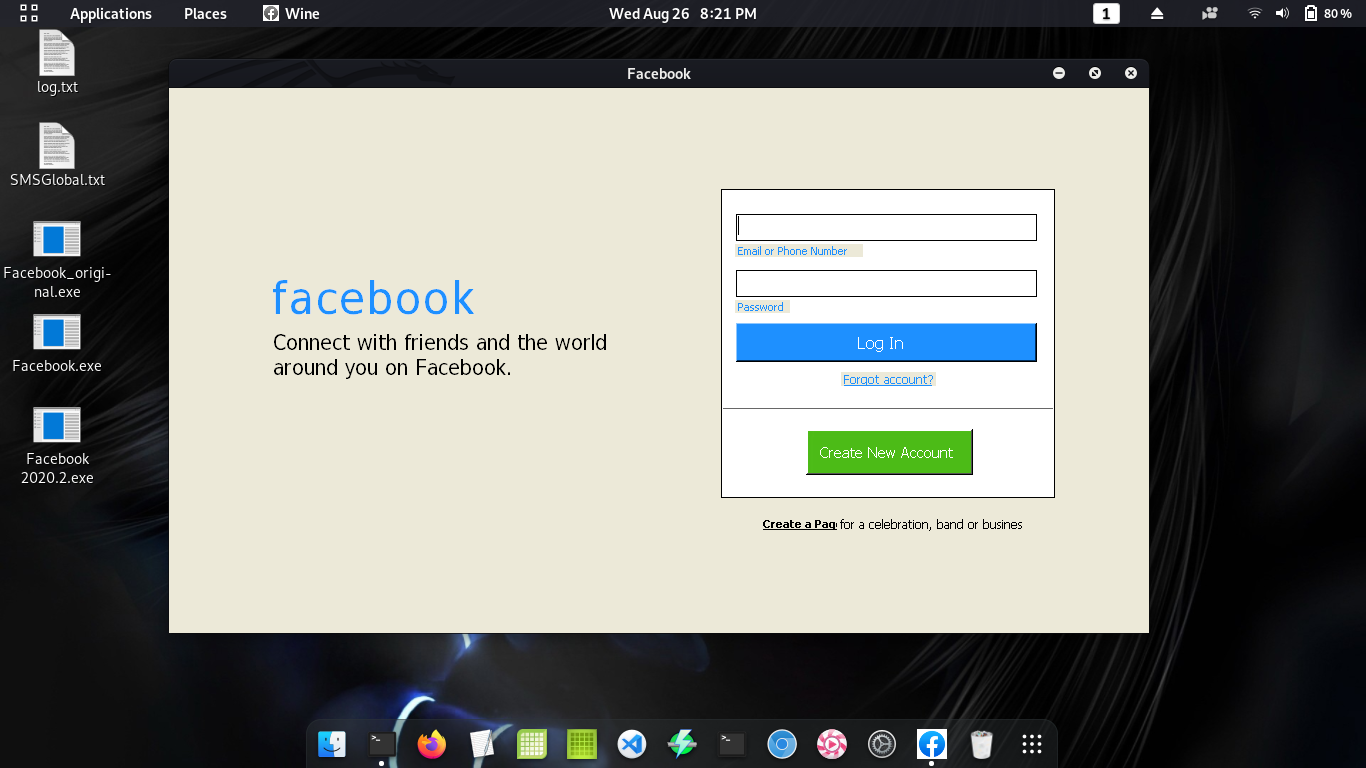 Applications Places Wine Wed Aug 26 8:21 PM 1 80 %
log.txt
SMSGlobal.txt
Facebook_origi-
nal.exe
Facebook.exe
Facebook
2020.2.exe
Facebook
facebook
Connect with friends and the world
around you on Facebook.
Email or Phone Number
Password
Log In
Forgot account?
Create New Account
Create a Pag for a celebration, band or busines